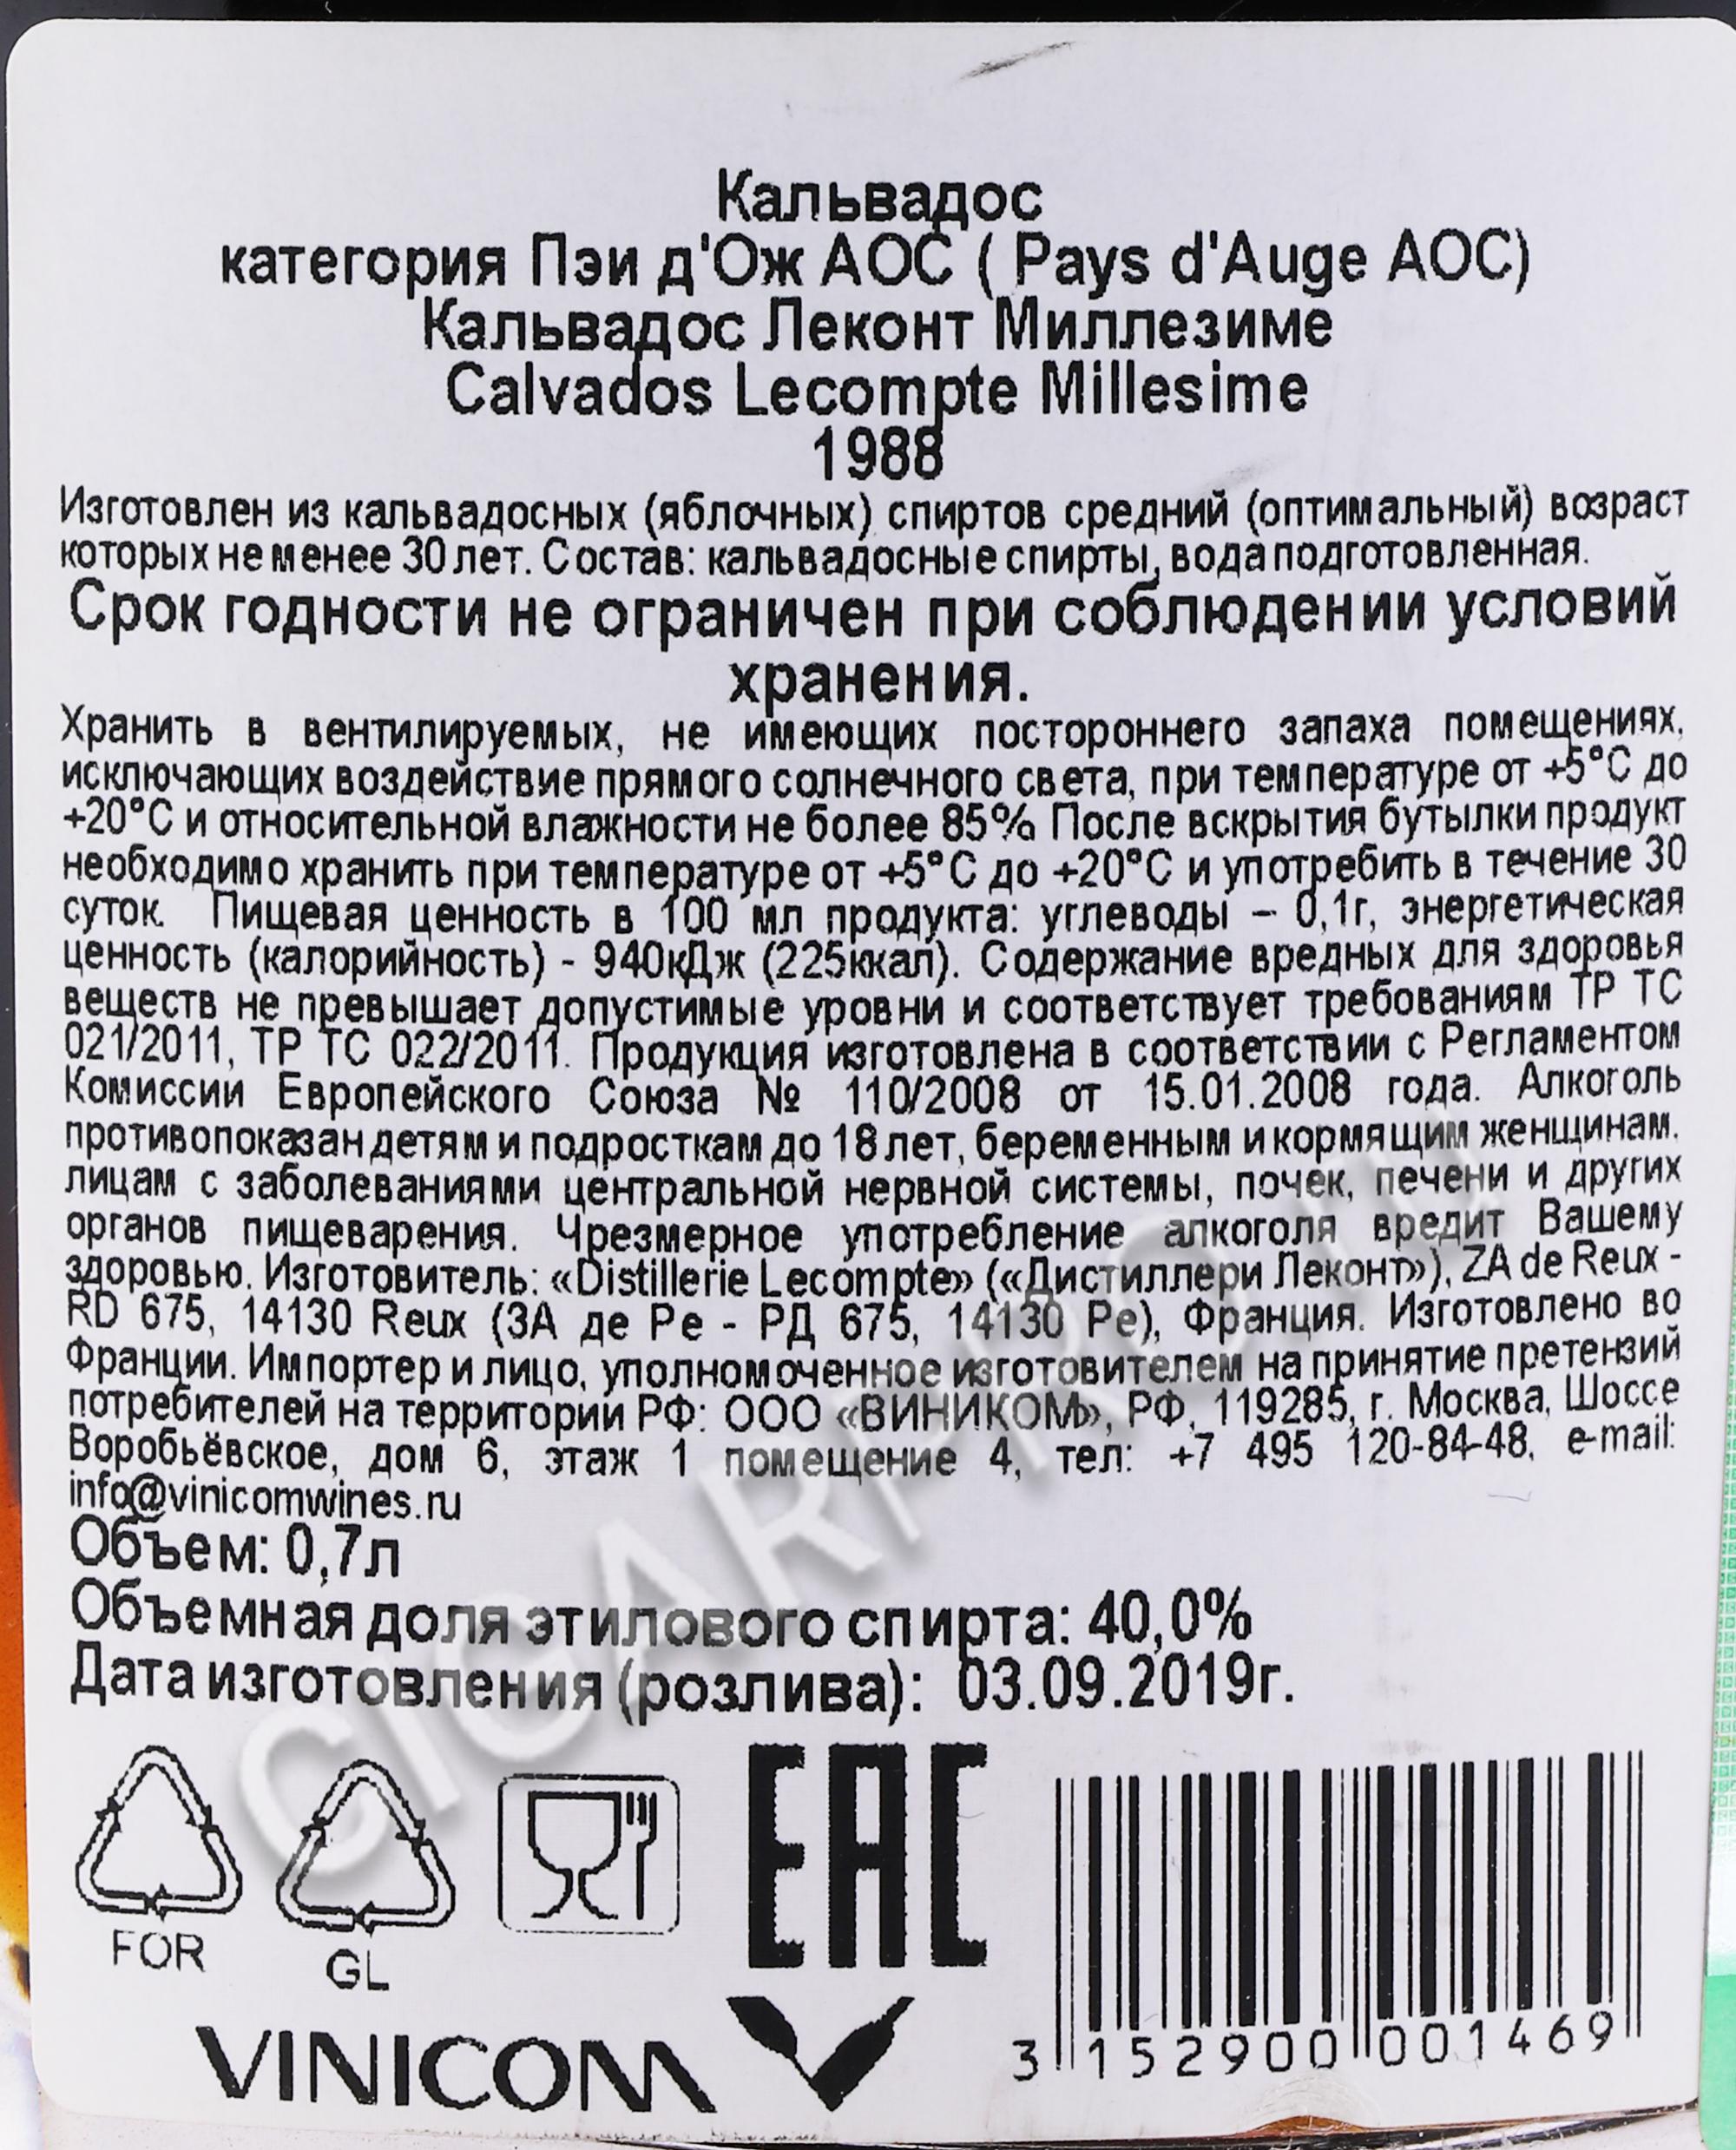 Кальвадос
категория Пэи д'Ож АОС ( Pays d'Auge AOC)
Кальвадос Леконт Миллезиме
Calvados Lecompte Millesime
1988
Изготовлен из кальвадосных (яблочных) спиртов средний (оптимальный) возраст
которых не менее 30 лет. Состав: кальвадосные спирты, вода подготовленная.
Срок годности не ограничен при соблюдении условий
хранения.
Хранить в вентилируемых, не имеющих постороннего запаха помещениях,
исключающих воздействие прямого солнечного света, при температуре от +5°С до
+20°С и относительной влажности не более 85% После вскрытия бутылки продукт
необходимо хранить при температуре от +5°С до +20°С и употребить в течение 30
суток. Пищевая ценность в 100 мл продукта: углеводы – 0,1г, энергетическая
ценность (калорийность) - 940кДж (225ккал). Содержание вредных для здоровья
веществ не превышает допустимые уровни и соответствует требованиям ТР ТС
021/2011, ТР ТС 022/2011. Продукция изготовлена в соответствии с Регламентом
Комиссии Европейского Союза № 110/2008 от 15.01.2008 года. Алкоголь
противопоказан детям и подросткам до 18 лет, беременным и кормящим женщинам,
лицам с заболеваниями центральной нервной системы, почек, печени и других
органов пищеварения. Чрезмерное употребление алкоголя вредит Вашему
здоровью. Изготовитель: «Distillerie Lecompte» («Дистиллери Леконт»), ZA de Reux -
RD 675, 14130 Reux (ЗА де Ре - РД 675, 14130 Ре), Франция. Изготовлено во
Франции. Импортер и лицо, уполномоченное изготовителем на принятие претензий
потребителей на территории РФ: ООО «ВИНИКОМ», РФ, 119285, г. Москва, Шоссе
Воробьёвское, дом 6, этаж 1 помещение 4, тел: +7 495 120-84-48, e-mail:
info@vinicomwines.ru
Объем: 0,7л
Объемная доля этилового спирта: 40,0%
Дата изготовления (розлива): 03.09.2019г.
FOR
GL
EAC
VINICOM
3 152900 001469
CIGARPRO.RU